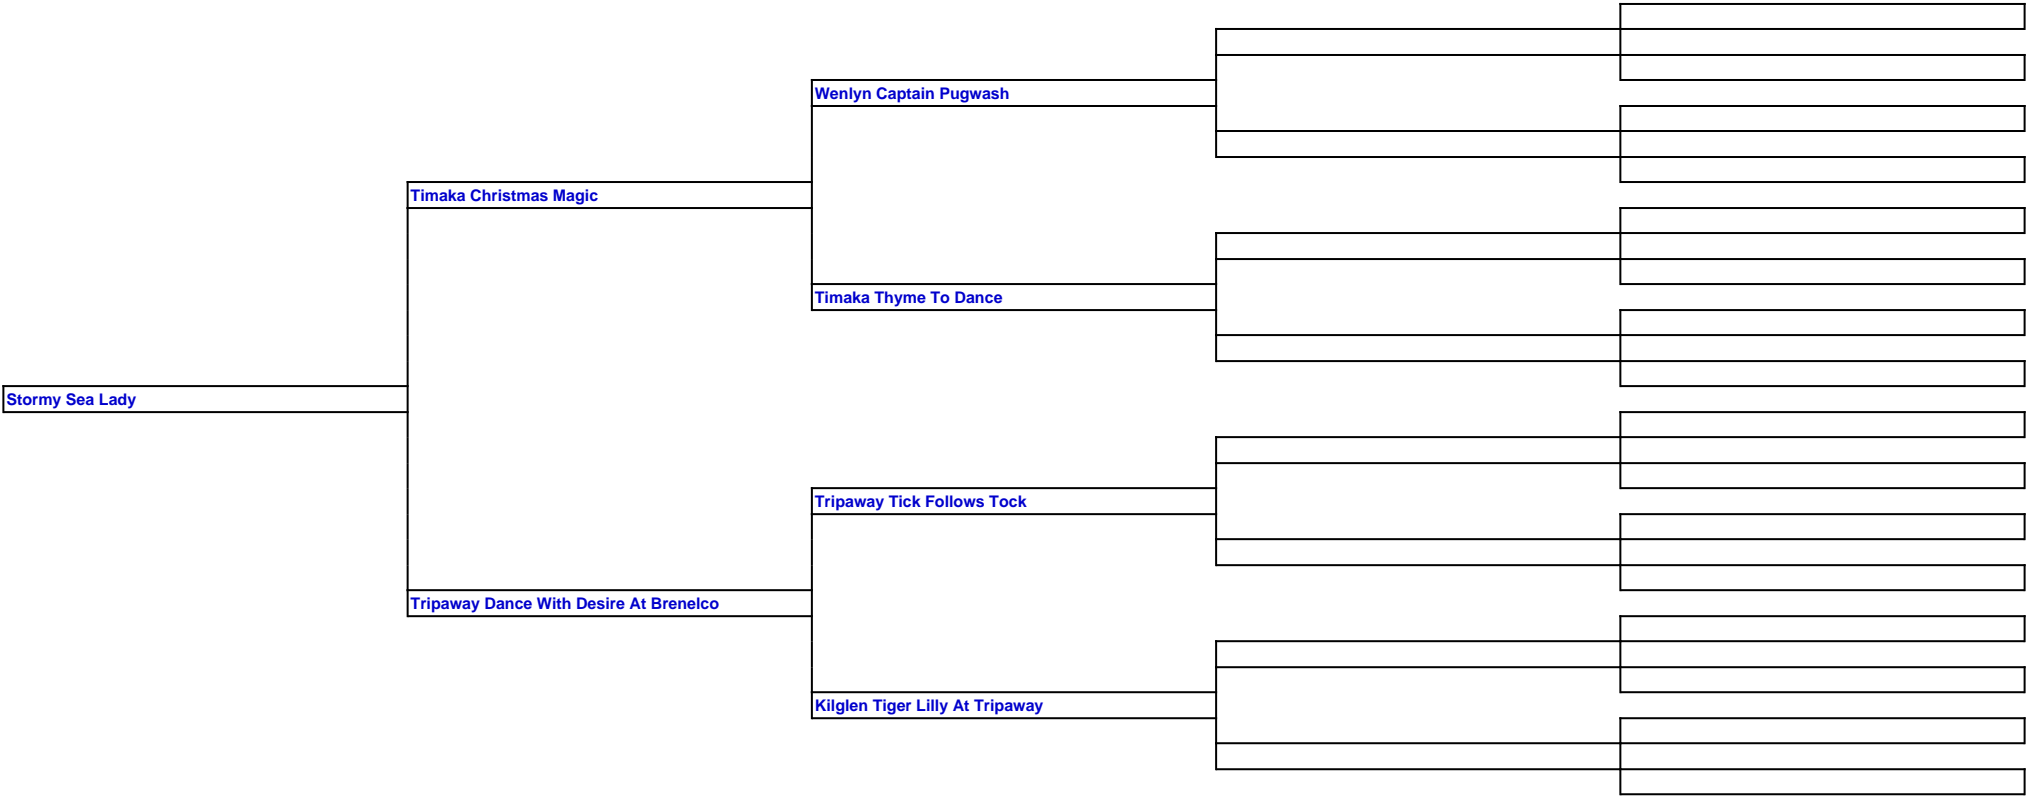 Wenlyn Captain Pugwash
Timaka Christmas Magic
Timaka Thyme To Dance
Stormy Sea Lady
Tripaway Tick Follows Tock
Tripaway Dance With Desire At Brenelco
Kilglen Tiger Lilly At Tripaway